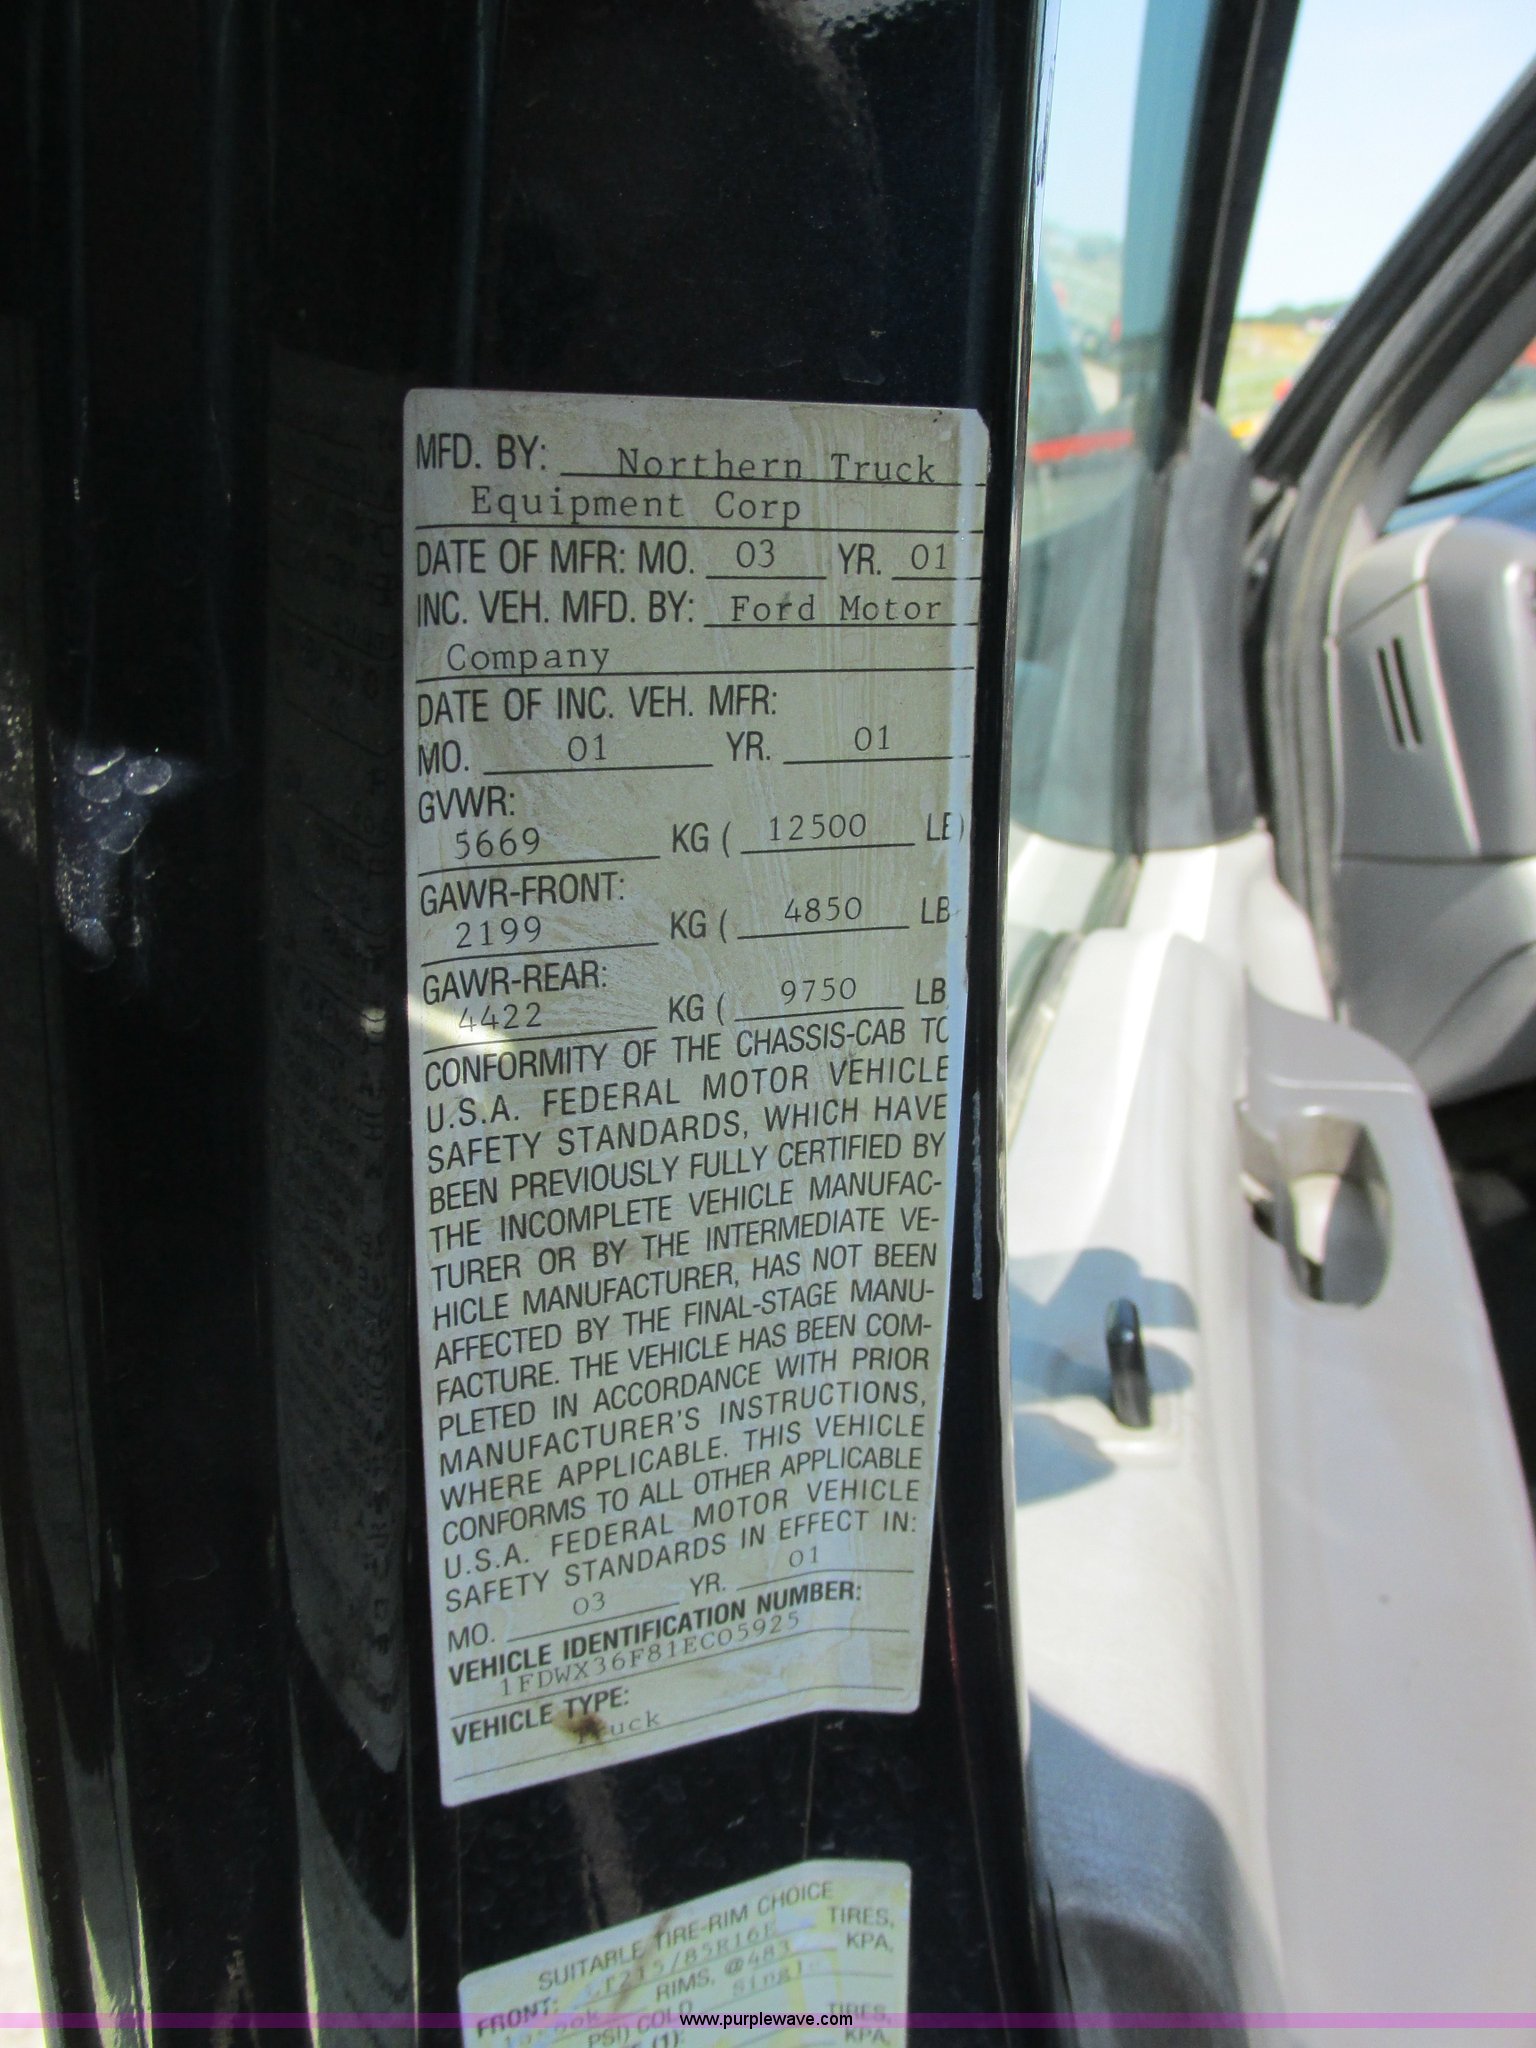 MFD. BY: Northern Truck
Equipment Corp
DATE OF MFR: MO. 03 YR. 01
INC. VEH. MFD. BY: Ford Motor
Company
DATE OF INC. VEH. MFR:
MO. 01 YR. 01
GVWR:
5669 KG ( 12500 LB)
GAWR-FRONT:
2199 KG ( 4850 LB
GAWR-REAR:
4422 KG ( 9750 LB
CONFORMITY OF THE CHASSIS-CAB TO
U.S.A. FEDERAL MOTOR VEHICLE
SAFETY STANDARDS, WHICH HAVE
BEEN PREVIOUSLY FULLY CERTIFIED BY
THE INCOMPLETE VEHICLE MANUFAC-
TURER OR BY THE INTERMEDIATE VE-
HICLE MANUFACTURER, HAS NOT BEEN
AFFECTED BY THE FINAL-STAGE MANU-
FACTURE. THE VEHICLE HAS BEEN COM-
PLETED IN ACCORDANCE WITH PRIOR
MANUFACTURER'S INSTRUCTIONS,
WHERE APPLICABLE. THIS VEHICLE
CONFORMS TO ALL OTHER APPLICABLE
U.S.A. FEDERAL MOTOR VEHICLE
SAFETY STANDARDS IN EFFECT IN:
MO. 03 YR. 01
VEHICLE IDENTIFICATION NUMBER:
1FDWX36F81EC05925
VEHICLE TYPE:
Truck
SUITABLE TIRE-RIM CHOICE
FRONT: LT215/85R16E TIRES,
RIMS, @483 KPA,
PSI) COLD Single
TIRES,
KPA,
www.purplewave.com